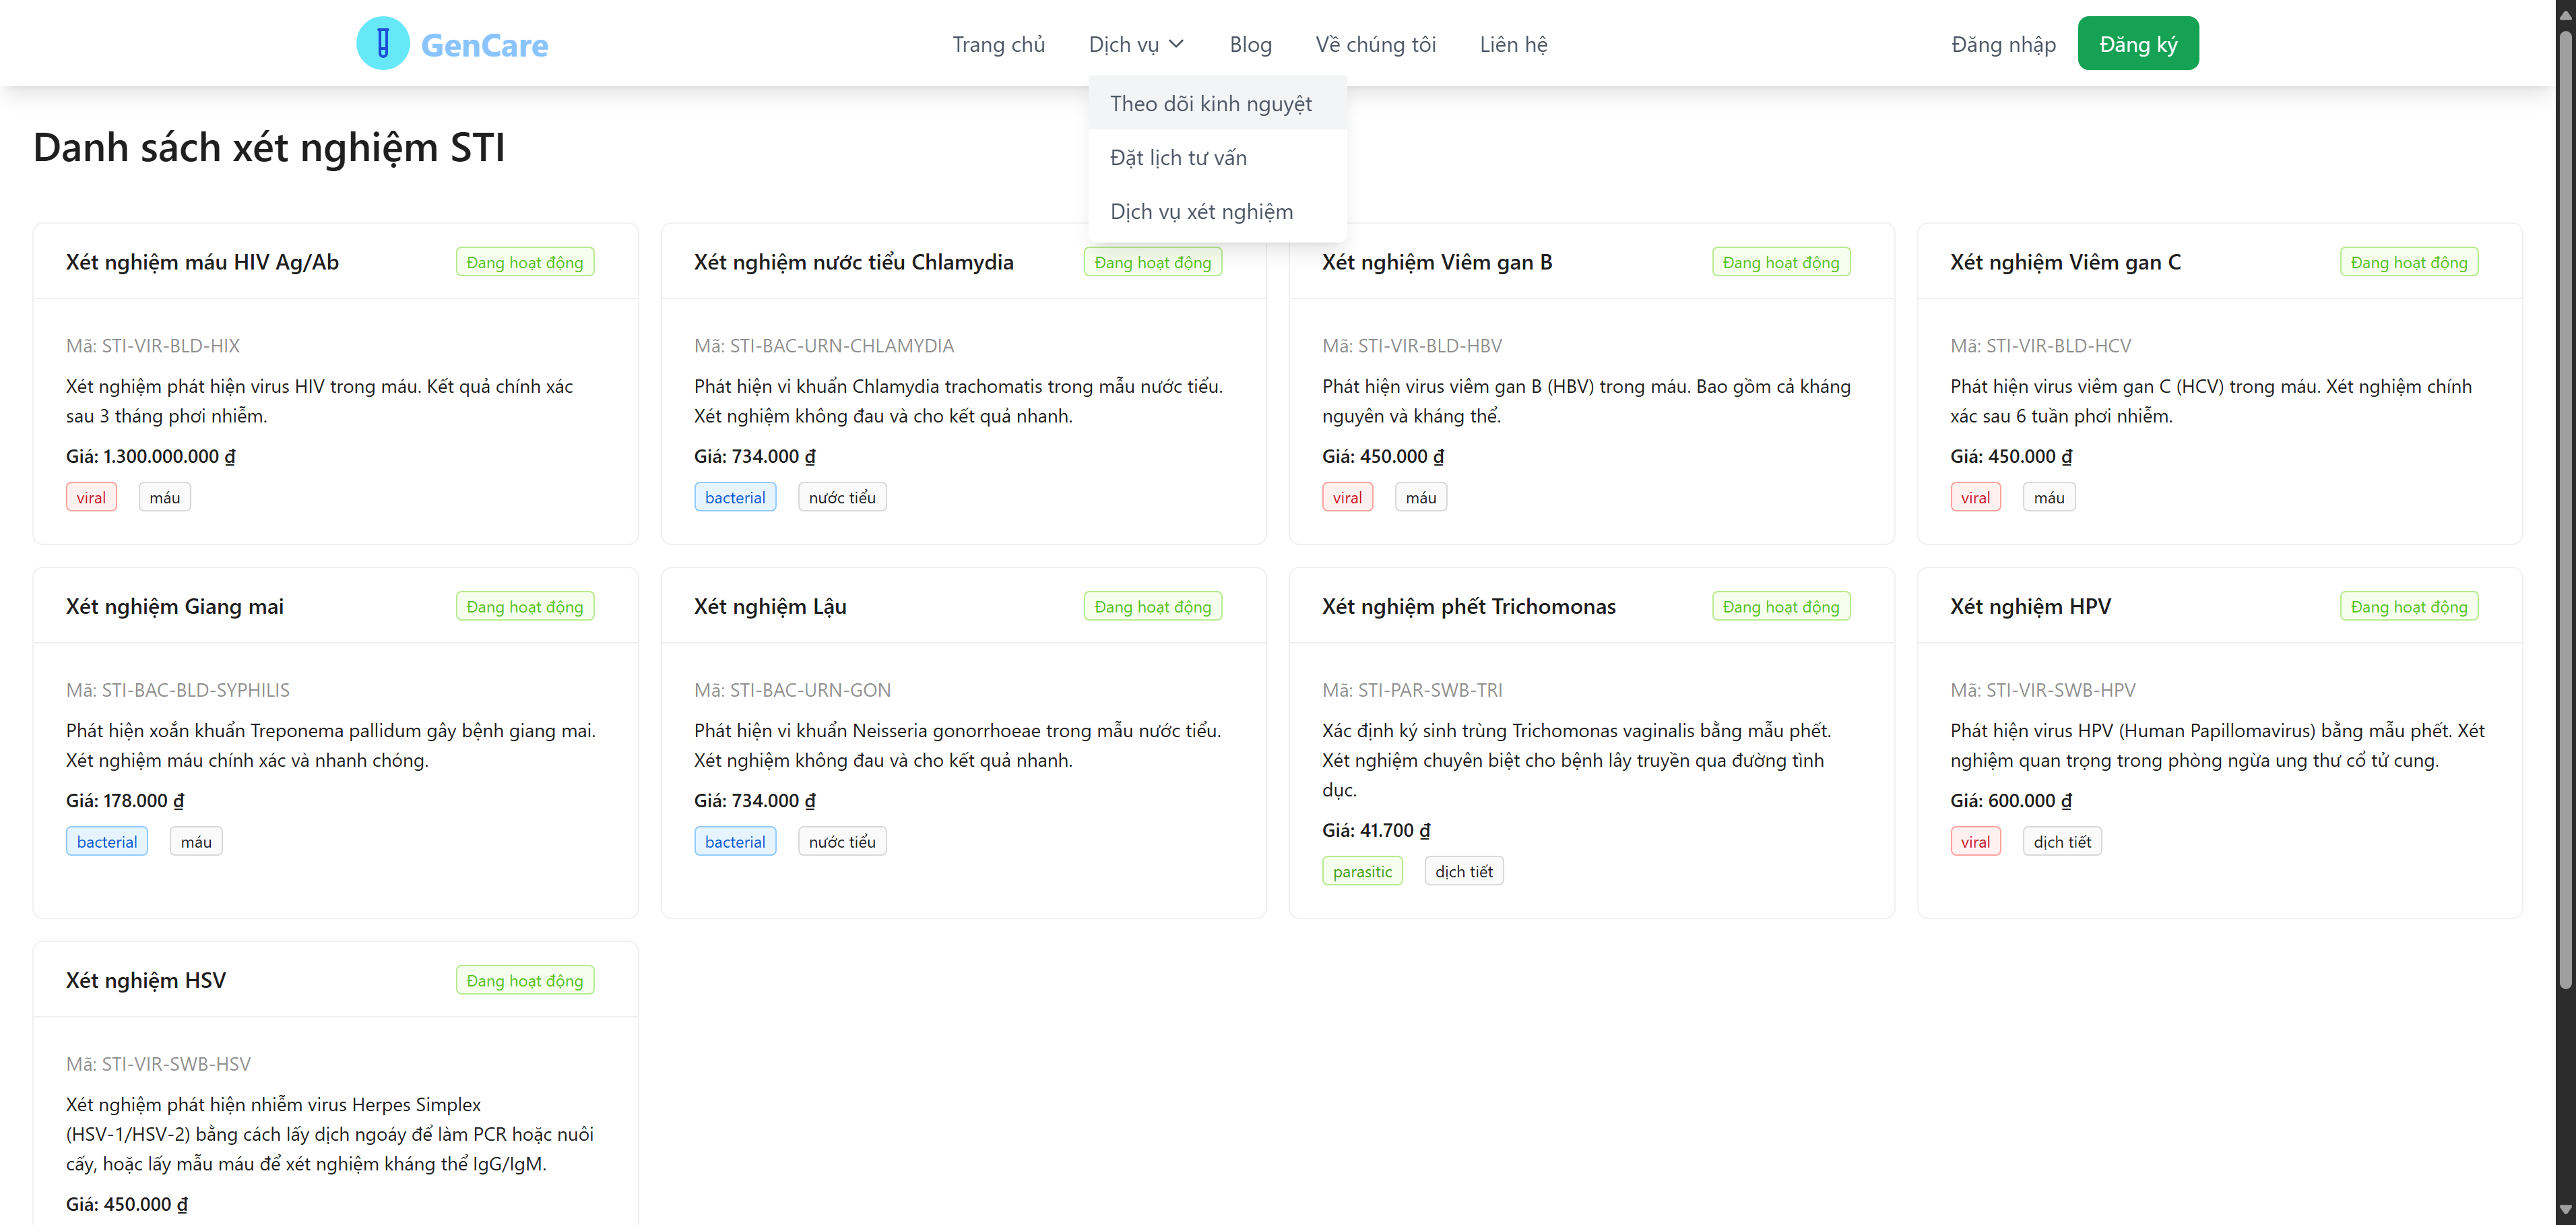 GenCare
Trang chủ
Dịch vụ
Blog
Về chúng tôi
Liên hệ
Đăng nhập
Đăng ký
Theo dõi kinh nguyệt
Đặt lịch tư vấn
Dịch vụ xét nghiệm
Danh sách xét nghiệm STI
Xét nghiệm máu HIV Ag/Ab
Đang hoạt động
Mã: STI-VIR-BLD-HIX
Xét nghiệm phát hiện virus HIV trong máu. Kết quả chính xác
sau 3 tháng phơi nhiễm.
Giá: 1.300.000.000 ₫
viral
máu
Xét nghiệm nước tiểu Chlamydia
Đang hoạt động
Mã: STI-BAC-URN-CHLAMYDIA
Phát hiện vi khuẩn Chlamydia trachomatis trong mẫu nước tiểu.
Xét nghiệm không đau và cho kết quả nhanh.
Giá: 734.000 ₫
bacterial
nước tiểu
Xét nghiệm Viêm gan B
Đang hoạt động
Mã: STI-VIR-BLD-HBV
Phát hiện virus viêm gan B (HBV) trong máu. Bao gồm cả kháng
nguyên và kháng thể.
Giá: 450.000 ₫
viral
máu
Xét nghiệm Viêm gan C
Đang hoạt động
Mã: STI-VIR-BLD-HCV
Phát hiện virus viêm gan C (HCV) trong máu. Xét nghiệm chính
xác sau 6 tuần phơi nhiễm.
Giá: 450.000 ₫
viral
máu
Xét nghiệm Giang mai
Đang hoạt động
Mã: STI-BAC-BLD-SYPHILIS
Phát hiện xoắn khuẩn Treponema pallidum gây bệnh giang mai.
Xét nghiệm máu chính xác và nhanh chóng.
Giá: 178.000 ₫
bacterial
máu
Xét nghiệm Lậu
Đang hoạt động
Mã: STI-BAC-URN-GON
Phát hiện vi khuẩn Neisseria gonorrhoeae trong mẫu nước tiểu.
Xét nghiệm không đau và cho kết quả nhanh.
Giá: 734.000 ₫
bacterial
nước tiểu
Xét nghiệm phết Trichomonas
Đang hoạt động
Mã: STI-PAR-SWB-TRI
Xác định ký sinh trùng Trichomonas vaginalis bằng mẫu phết.
Xét nghiệm chuyên biệt cho bệnh lây truyền qua đường tình
dục.
Giá: 41.700 ₫
parasitic
dịch tiết
Xét nghiệm HPV
Đang hoạt động
Mã: STI-VIR-SWB-HPV
Phát hiện virus HPV (Human Papillomavirus) bằng mẫu phết. Xét
nghiệm quan trọng trong phòng ngừa ung thư cổ tử cung.
Giá: 600.000 ₫
viral
dịch tiết
Xét nghiệm HSV
Đang hoạt động
Mã: STI-VIR-SWB-HSV
Xét nghiệm phát hiện nhiễm virus Herpes Simplex
(HSV-1/HSV-2) bằng cách lấy dịch ngoáy để làm PCR hoặc nuôi
cấy, hoặc lấy mẫu máu để xét nghiệm kháng thể IgG/IgM.
Giá: 450.000 ₫